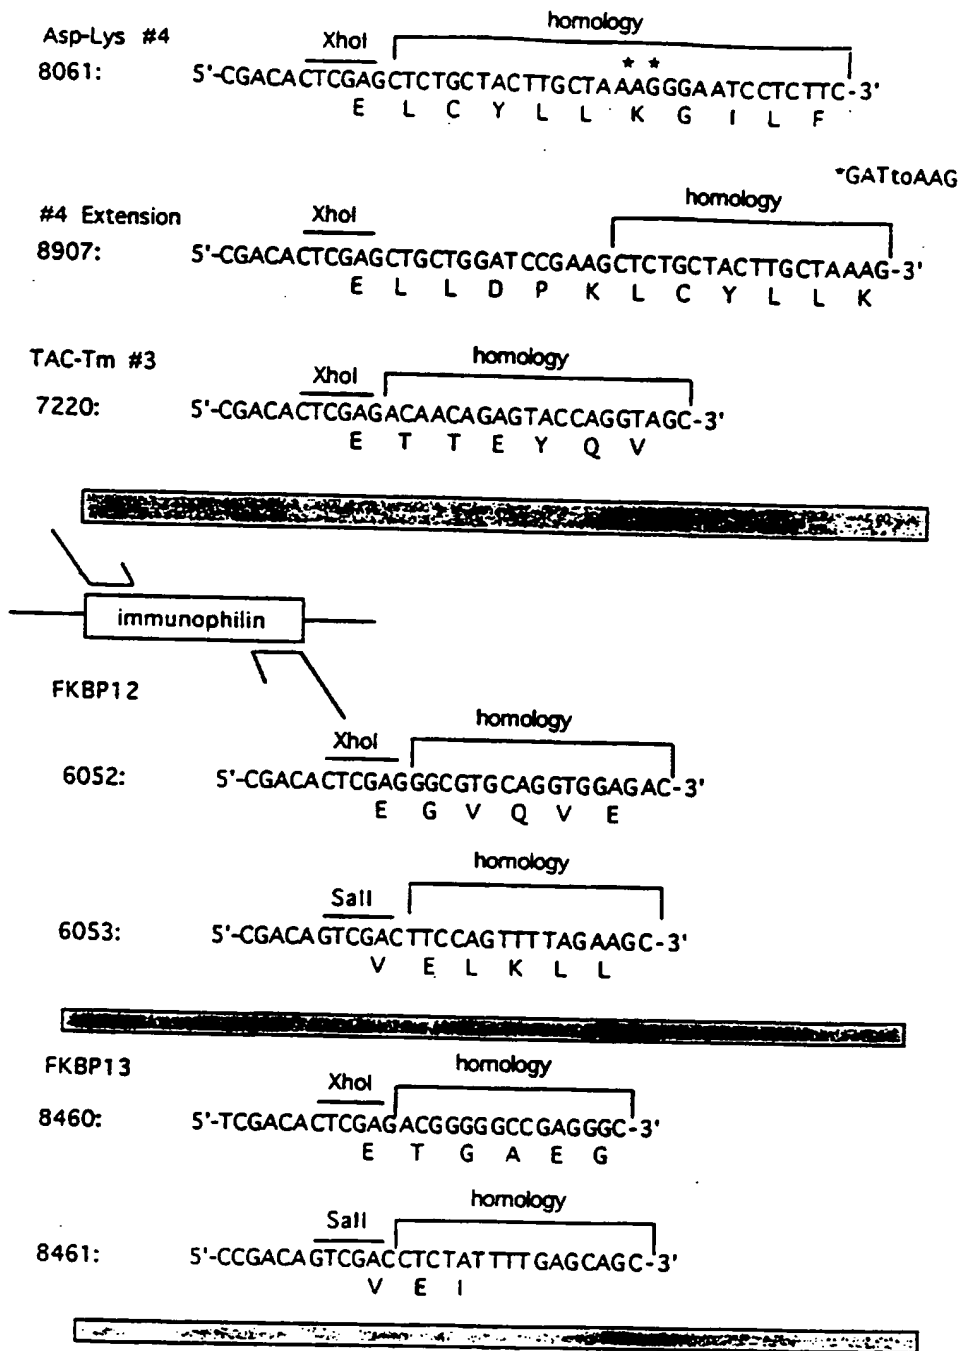 homology
Asp-Lys #4 XhoI
* *
8061: 5'-CGACACTCGAGCTCTGCTACTTGCTAAAGGGAATCCTCTTC-3'
E L C Y L L K G I L F
*GATtoAAG
homology
#4 Extension XhoI
8907: 5'-CGACACTCGAGCTGCTGGATCCGAAGCTCTGCTACTTGCTAAAG-3'
E L L D P K L C Y L L K
homology
TAC-Tm #3 XhoI
7220: 5'-CGACACTCGAGACAACAGAGTACCAGGTAGC-3'
E T T E Y Q V
immunophilin
FKBP12
homology
XhoI
6052: 5'-CGACACTCGAGGGCGTGCAGGTGGAGAC-3'
E G V Q V E
homology
SalI
6053: 5'-CGACAGTCGACTTCCAGTTTTAGAAGC-3'
V E L K L L
FKBP13 homology
XhoI
8460: 5'-TCGACACTCGAGACGGGGGCCGAGGGC-3'
E T G A E G
homology
SalI
8461: 5'-CCGACAGTCGACCTCTATTTTGAGCAGC-3'
V E I